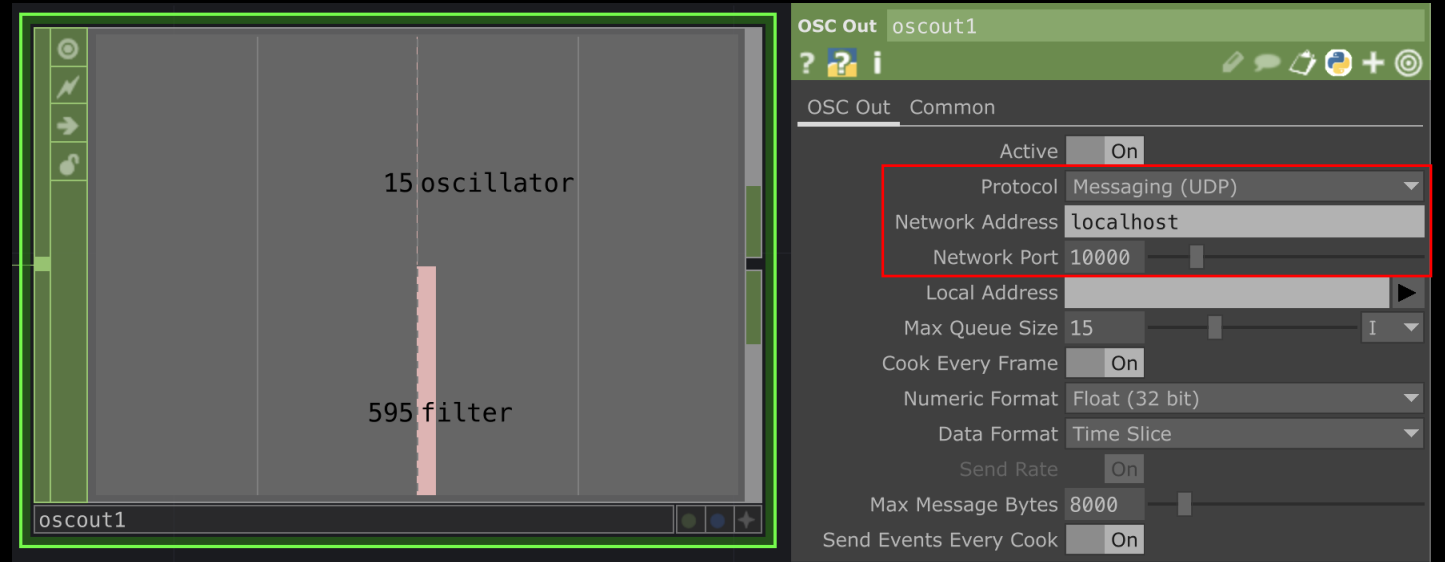 15 oscillator
595 filter
oscout1
OSC Out oscout1
? ? i
OSC Out Common
Active On
Protocol Messaging (UDP)
Network Address localhost
Network Port 10000
Local Address
Max Queue Size 15 I
Cook Every Frame On
Numeric Format Float (32 bit)
Data Format Time Slice
Send Rate On
Max Message Bytes 8000
Send Events Every Cook On